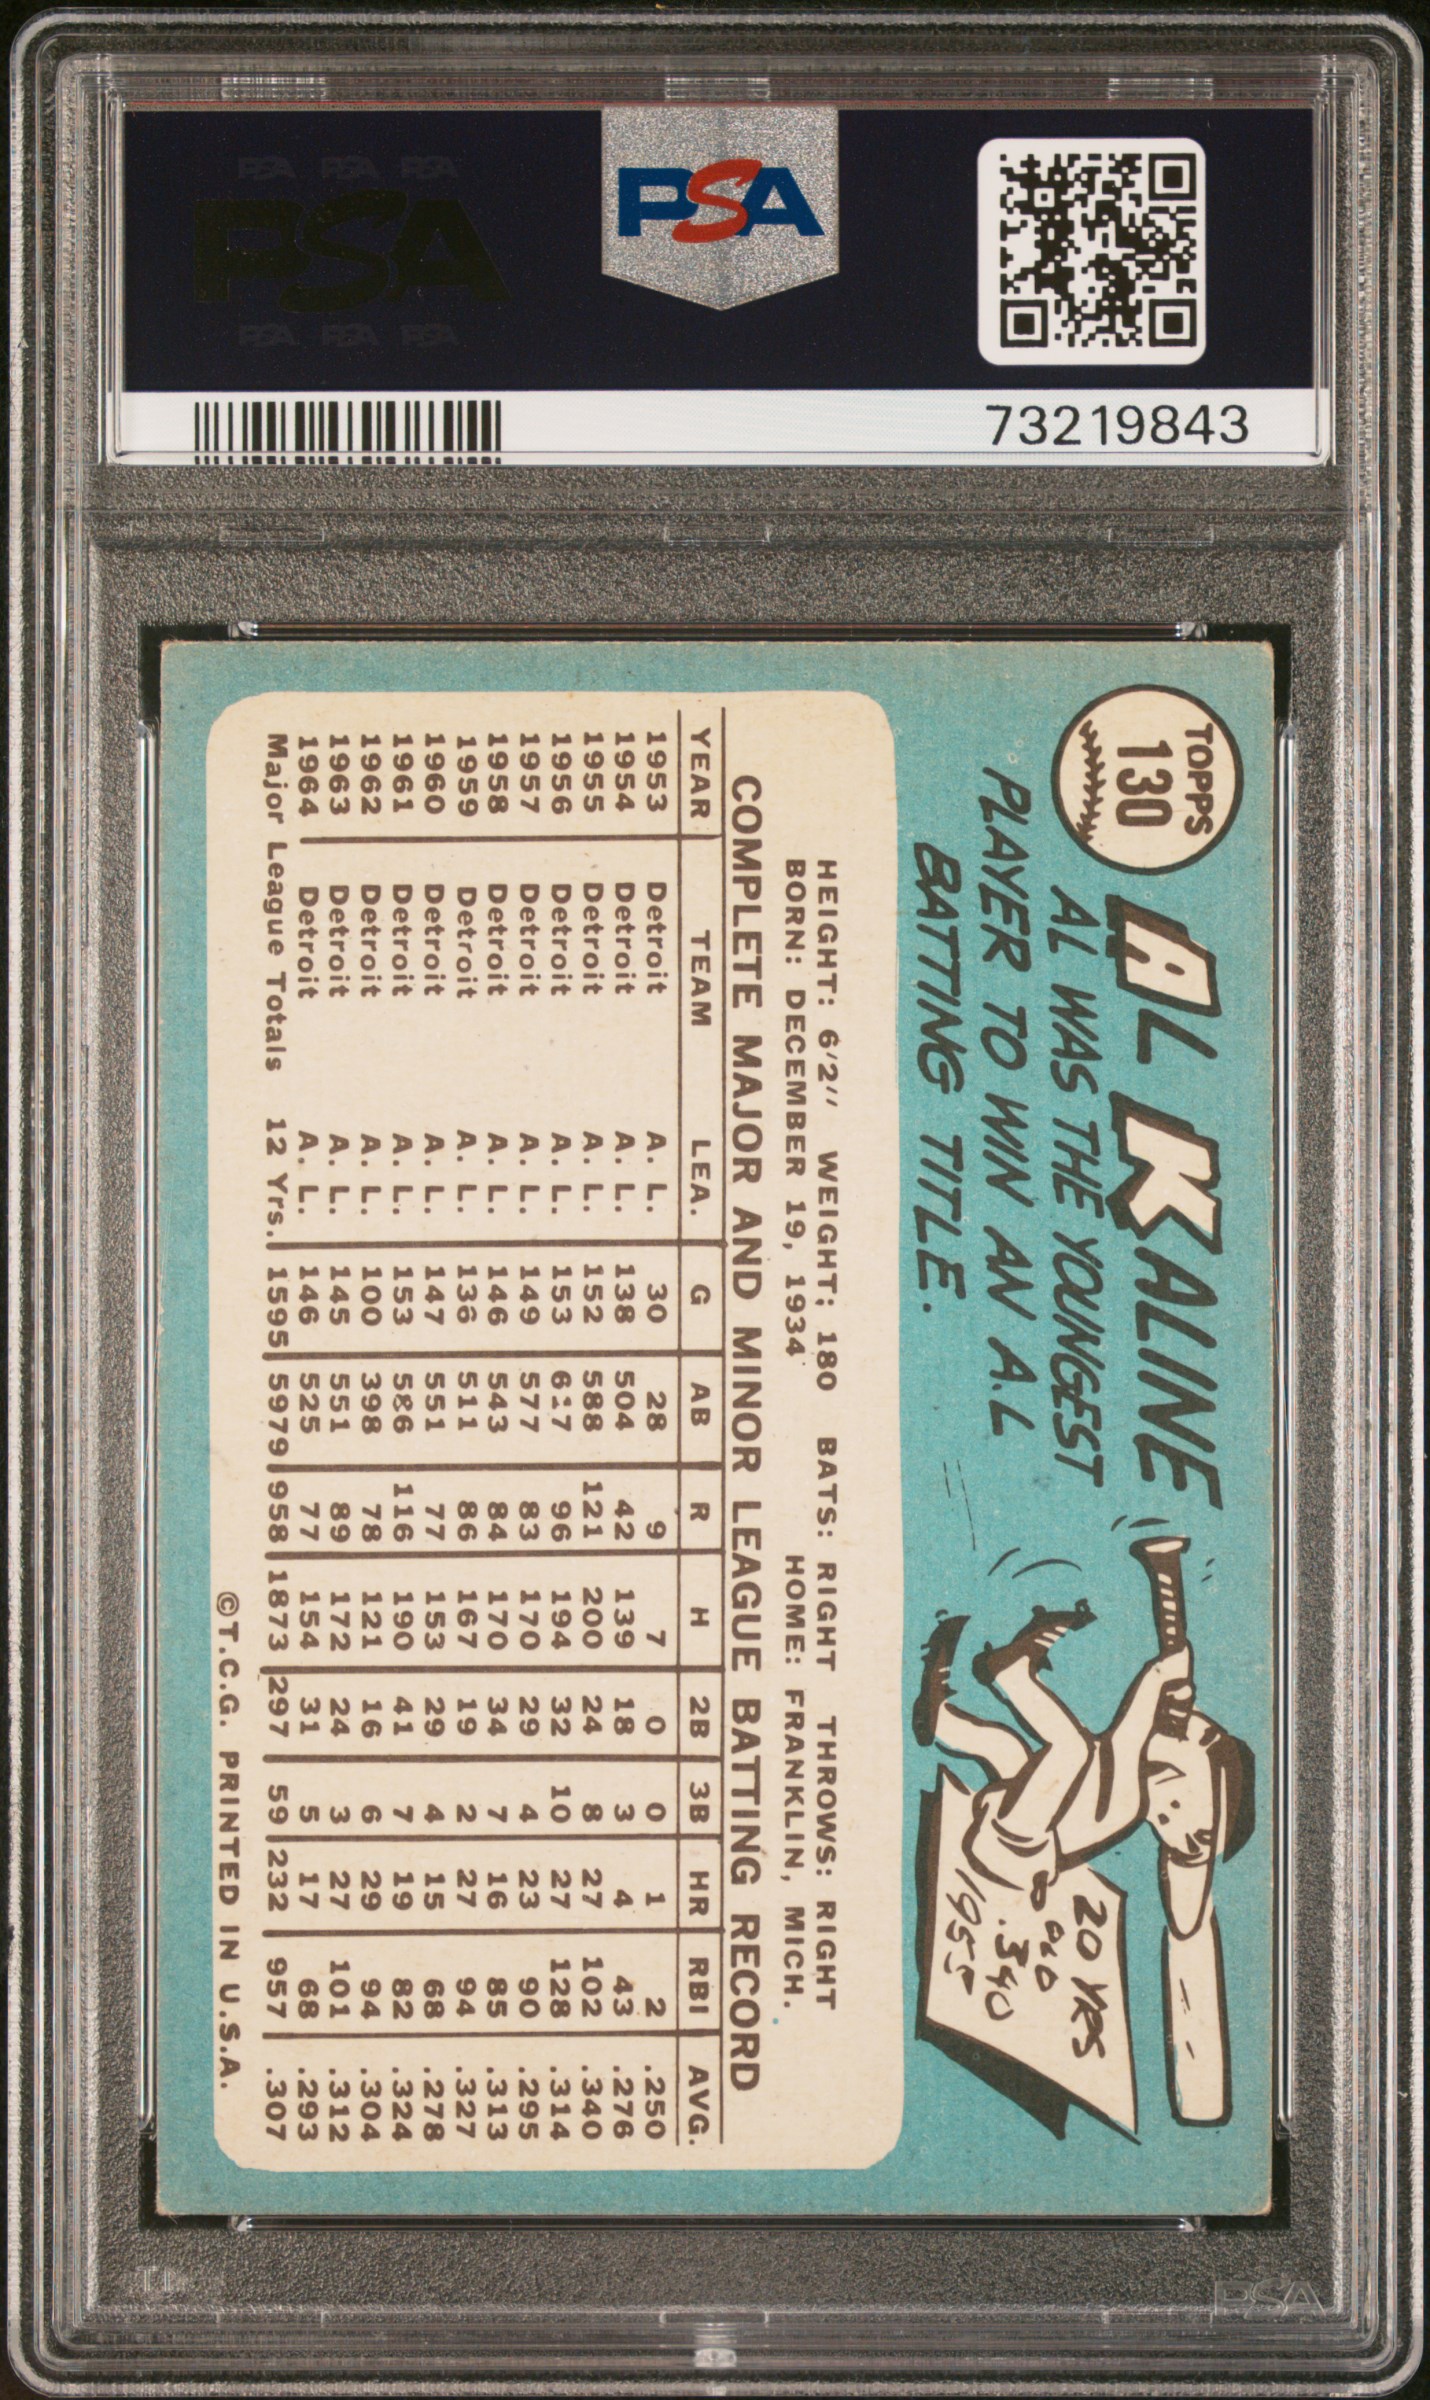 PSA PSA PSA
PSA
PSA PSA PSA
PSA
73219843
TOPPS
130
AL KALINE
AL WAS THE YOUNGEST
PLAYER TO WIN AN A.L
BATTING TITLE.
20 YRS
OLD
.340
1955
HEIGHT: 6'2" WEIGHT: 180 BATS: RIGHT THROWS: RIGHT
BORN: DECEMBER 19, 1934 HOME: FRANKLIN, MICH.
COMPLETE MAJOR AND MINOR LEAGUE BATTING RECORD
YEAR TEAM LEA. G AB R H 2B 3B HR RBI AVG.
1953 Detroit A. L. 30 28 9 7 0 0 1 2 .250
1954 Detroit A. L. 138 504 42 139 18 3 4 43 .276
1955 Detroit A. L. 152 588 121 200 24 8 27 102 .340
1956 Detroit A. L. 153 617 96 194 32 10 27 128 .314
1957 Detroit A. L. 149 577 83 170 29 4 23 90 .295
1958 Detroit A. L. 146 543 84 170 34 7 16 85 .313
1959 Detroit A. L. 136 511 86 167 19 2 27 94 .327
1960 Detroit A. L. 147 551 77 153 29 4 15 68 .278
1961 Detroit A. L. 153 586 116 190 41 7 19 82 .324
1962 Detroit A. L. 100 398 78 121 16 6 29 94 .304
1963 Detroit A. L. 145 551 89 172 24 3 27 101 .312
1964 Detroit A. L. 146 525 77 154 31 5 17 68 .293
Major League Totals 12 Yrs. 1595 5979 958 1873 297 59 232 957 .307
©T.C.G. PRINTED IN U.S.A.
PSA